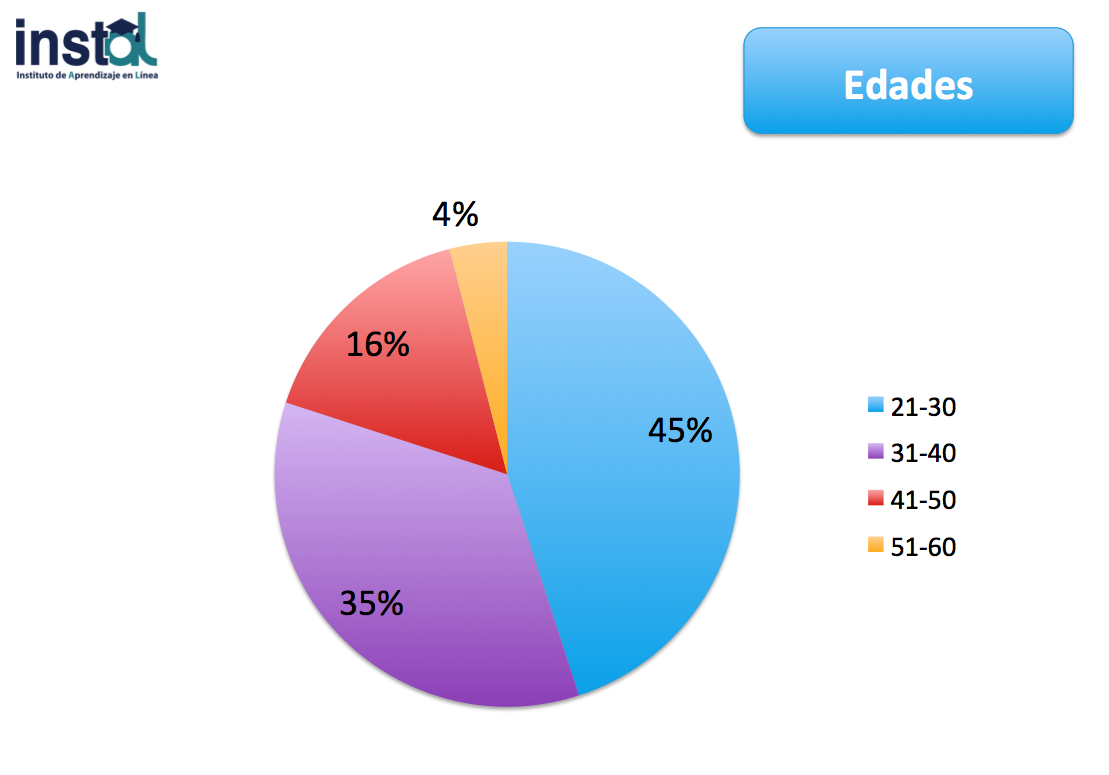 instal
Instituto de Aprendizaje en Línea
Edades
4%
16%
45%
35%
21-30
31-40
41-50
51-60